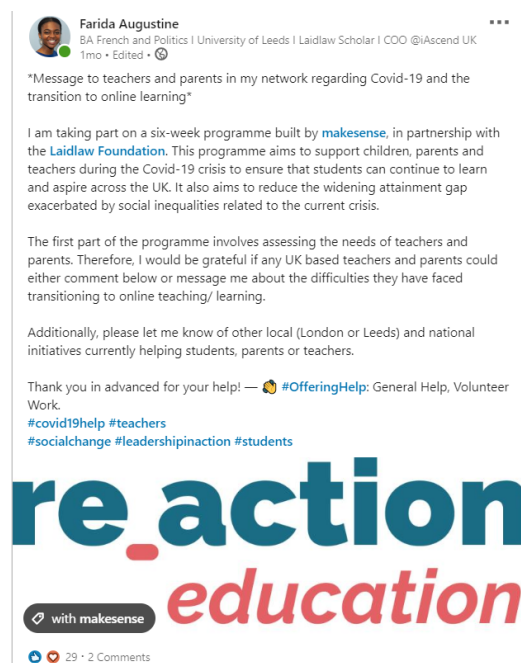 Farida Augustine
BA French and Politics I University of Leeds I Laidlaw Scholar I COO @iAscend UK
1mo • Edited •
*Message to teachers and parents in my network regarding Covid-19 and the
transition to online learning*
I am taking part on a six-week programme built by makesense, in partnership with
the Laidlaw Foundation. This programme aims to support children, parents and
teachers during the Covid-19 crisis to ensure that students can continue to learn
and aspire across the UK. It also aims to reduce the widening attainment gap
exacerbated by social inequalities related to the current crisis.
The first part of the programme involves assessing the needs of teachers and
parents. Therefore, I would be grateful if any UK based teachers and parents could
either comment below or message me about the difficulties they have faced
transitioning to online teaching/ learning.
Additionally, please let me know of other local (London or Leeds) and national
initiatives currently helping students, parents or teachers.
Thank you in advanced for your help! — 👏 #OfferingHelp: General Help, Volunteer
Work.
#covid19help #teachers
#socialchange #leadershipinaction #students
re_action
education
with makesense
29 • 2 Comments